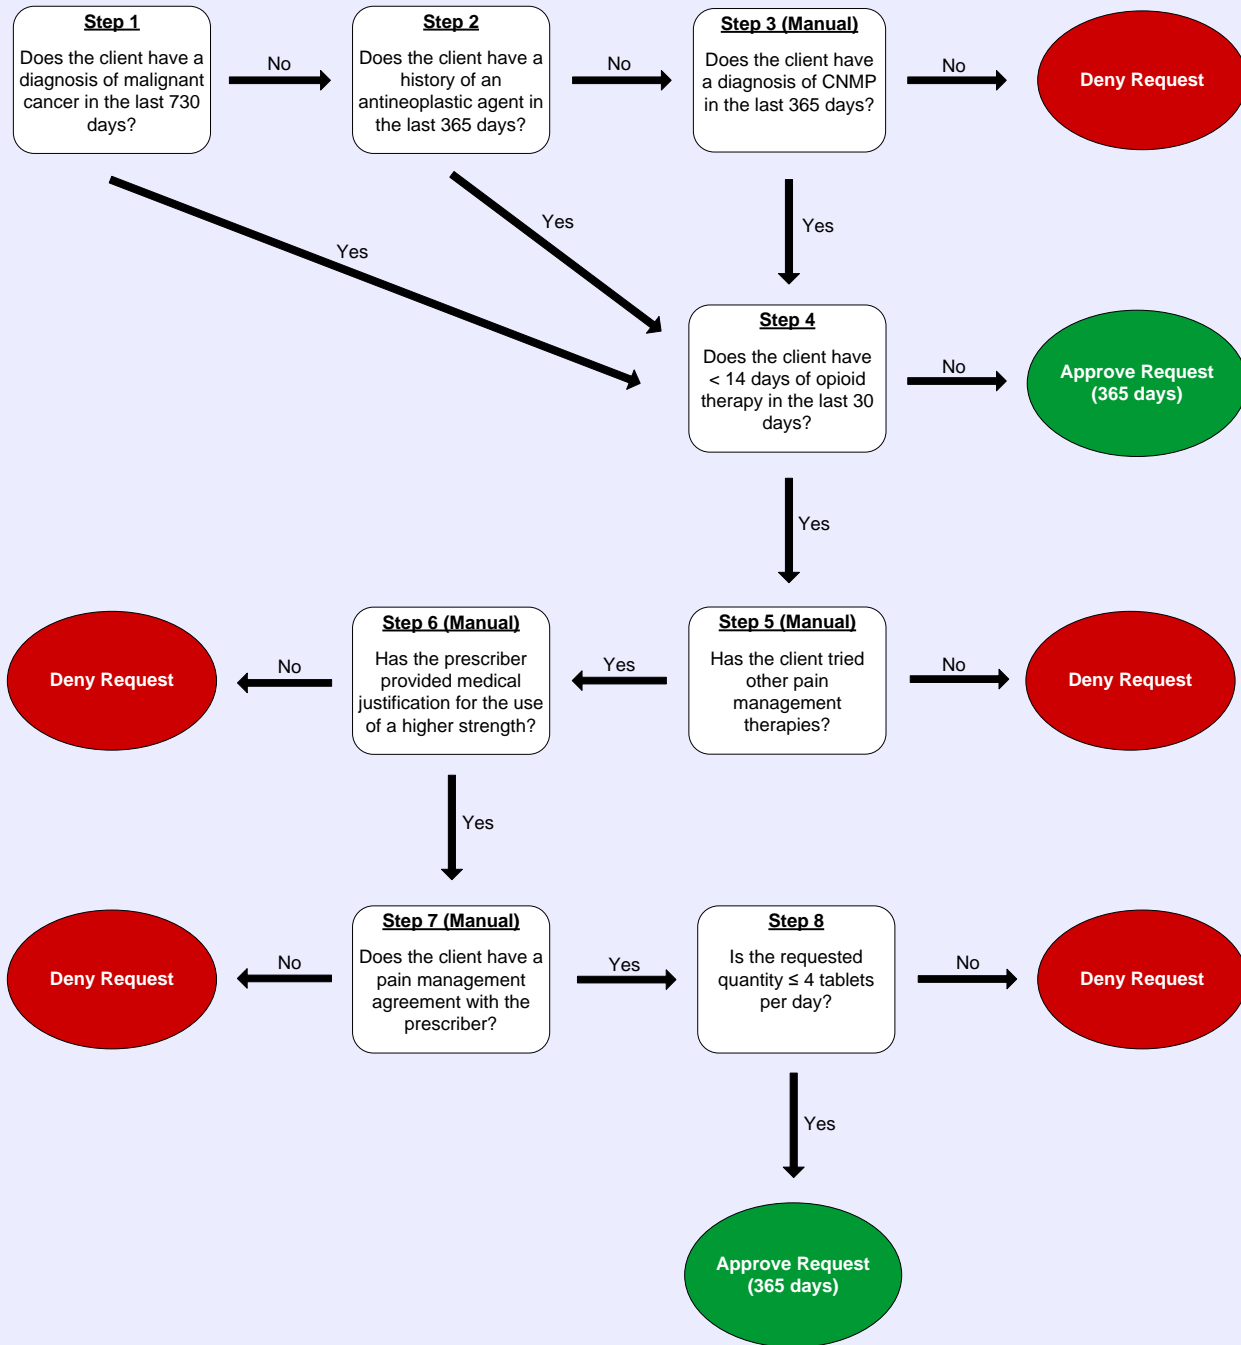 Step 1
Does the client have a
diagnosis of malignant
cancer in the last 730
days?
No
Step 2
Does the client have a
history of an
antineoplastic agent in
the last 365 days?
No
Step 3 (Manual)
Does the client have
a diagnosis of CNMP
in the last 365 days?
No
Deny Request
Yes
Yes
Yes
Step 4
Does the client have
< 14 days of opioid
therapy in the last 30
days?
No
Approve Request
(365 days)
Yes
Deny Request
No
Step 6 (Manual)
Has the prescriber
provided medical
justification for the use
of a higher strength?
Yes
Step 5 (Manual)
Has the client tried
other pain
management
therapies?
No
Deny Request
Yes
Deny Request
No
Step 7 (Manual)
Does the client have a
pain management
agreement with the
prescriber?
Yes
Step 8
Is the requested
quantity ≤ 4 tablets
per day?
No
Deny Request
Yes
Approve Request
(365 days)